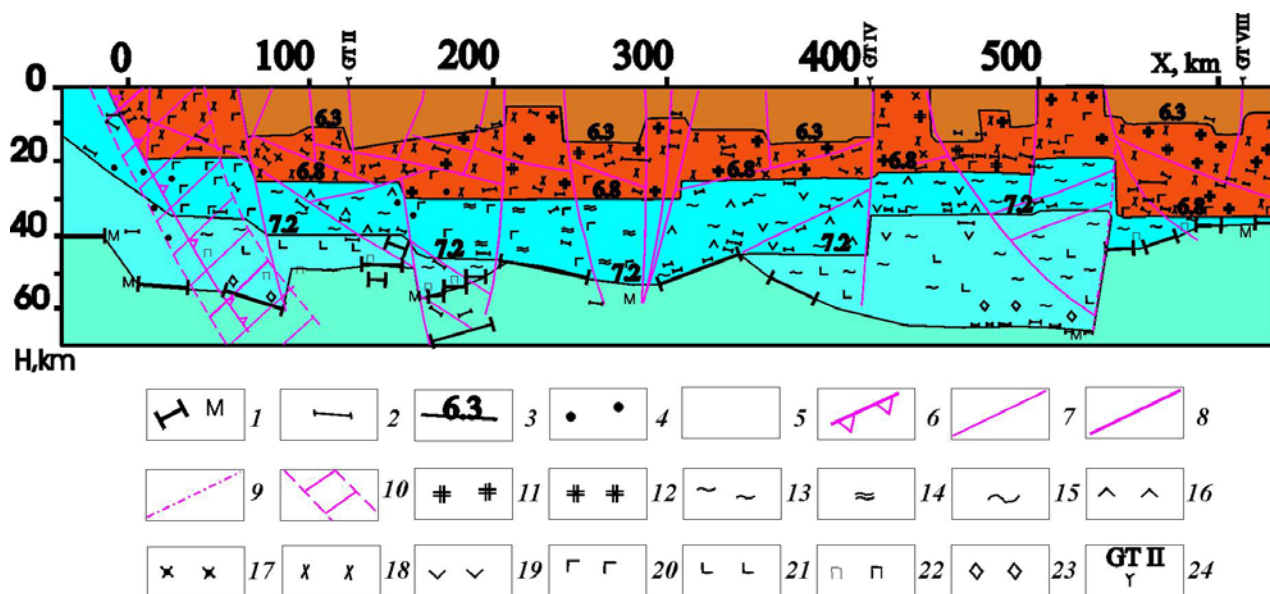 GT II GT IV GT VIII
0 100 200 300 400 500 X, km
0
6.3 6.3 6.3 6.3
20
6.8 6.8 6.8 6.8 6.8
40
7.2 7.2 7.2 7.2 7.2
M M M M M M
60
H,km
M 1 2 6.3 3 4 5 6 7 8
9 10 11 12 13 14 15 16
17 18 19 20 21 22 23 GT II 24